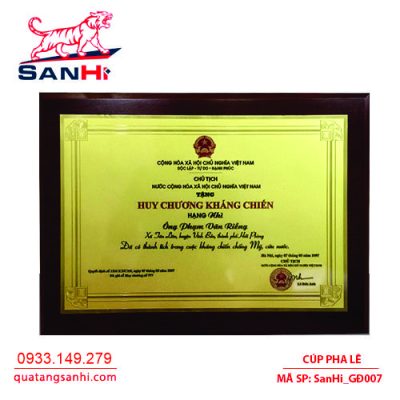 SANHI
CỘNG HÒA XÃ HỘI CHỦ NGHĨA VIỆT NAM
ĐỘC LẬP - TỰ DO - HẠNH PHÚC
CHỦ TỊCH
NƯỚC CỘNG HÒA XÃ HỘI CHỦ NGHĨA VIỆT NAM
TẶNG
HUY CHƯƠNG KHÁNG CHIẾN
HẠNG Nhì
Ông Phạm Văn Riêng
Đã có thành tích trong cuộc kháng chiến chống Mỹ, cứu nước.
CHỦ TỊCH
0933.149.279
quatangsanhi.com
CÚP PHA LÊ
MÃ SP: SanHi_GĐ007